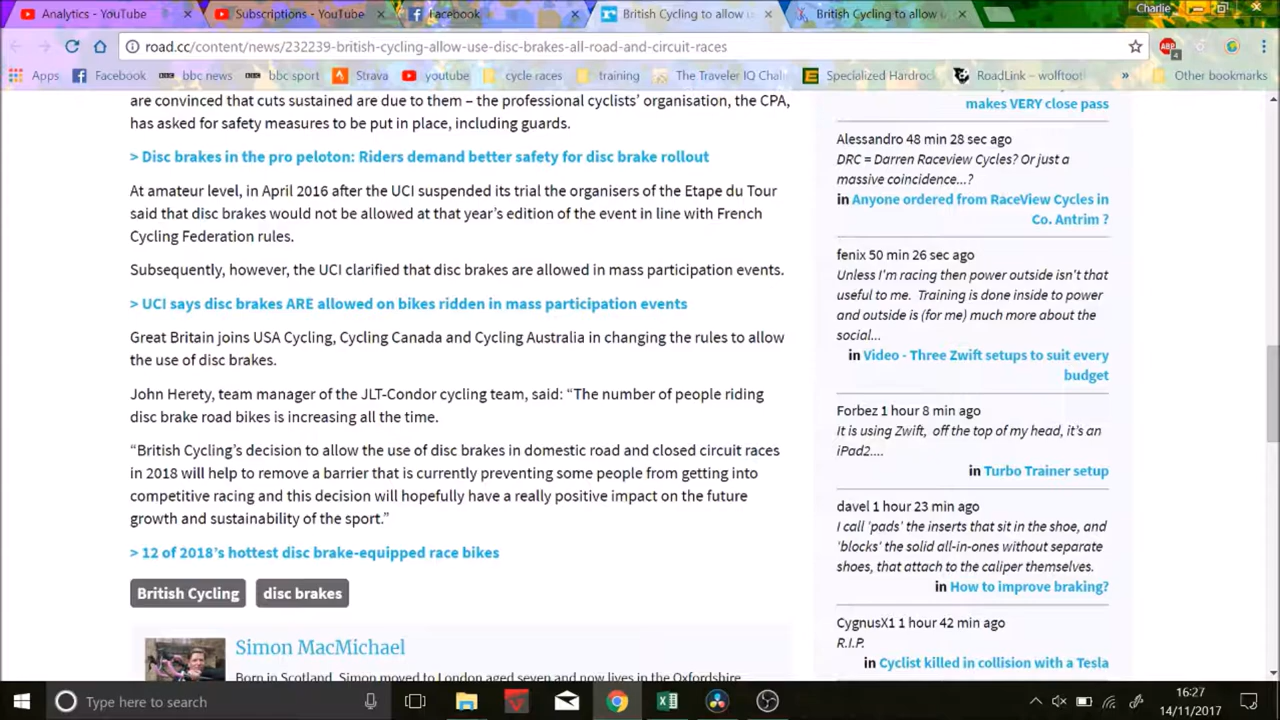 Analytics - YouTube
Subscriptions - YouTube
Facebook
British Cycling to allow u
British Cycling to allow u
Charlie
road.cc/content/news/232239-british-cycling-allow-use-disc-brakes-all-road-and-circuit-races
ABP
4
Apps
Facebook
bbc news
bbc sport
Strava
youtube
cycle races
training
The Traveler IQ Chal
Specialized Hardroc
RoadLink – wolftoot
»
Other bookmarks
are convinced that cuts sustained are due to them – the professional cyclists’ organisation, the CPA,
has asked for safety measures to be put in place, including guards.
> Disc brakes in the pro peloton: Riders demand better safety for disc brake rollout
At amateur level, in April 2016 after the UCI suspended its trial the organisers of the Etape du Tour
said that disc brakes would not be allowed at that year’s edition of the event in line with French
Cycling Federation rules.
Subsequently, however, the UCI clarified that disc brakes are allowed in mass participation events.
> UCI says disc brakes ARE allowed on bikes ridden in mass participation events
Great Britain joins USA Cycling, Cycling Canada and Cycling Australia in changing the rules to allow
the use of disc brakes.
John Herety, team manager of the JLT-Condor cycling team, said: “The number of people riding
disc brake road bikes is increasing all the time.
“British Cycling’s decision to allow the use of disc brakes in domestic road and closed circuit races
in 2018 will help to remove a barrier that is currently preventing some people from getting into
competitive racing and this decision will hopefully have a really positive impact on the future
growth and sustainability of the sport.”
> 12 of 2018’s hottest disc brake-equipped race bikes
British Cycling
disc brakes
Simon MacMichael
Born in Scotland, Simon moved to London aged seven and now lives in the Oxfordshire
makes VERY close pass
Alessandro 48 min 28 sec ago
DRC = Darren Raceview Cycles? Or just a
massive coincidence...?
in Anyone ordered from RaceView Cycles in
Co. Antrim ?
fenix 50 min 26 sec ago
Unless I'm racing then power outside isn't that
useful to me.  Training is done inside to power
and outside is (for me) much more about the
social...
in Video - Three Zwift setups to suit every
budget
Forbez 1 hour 8 min ago
It is using Zwift,  off the top of my head, it’s an
iPad2....
in Turbo Trainer setup
davel 1 hour 23 min ago
I call 'pads' the inserts that sit in the shoe, and
'blocks' the solid all-in-ones without separate
shoes, that attach to the caliper themselves.
in How to improve braking?
CygnusX1 1 hour 42 min ago
R.I.P.
in Cyclist killed in collision with a Tesla
Type here to search
16:27
14/11/2017